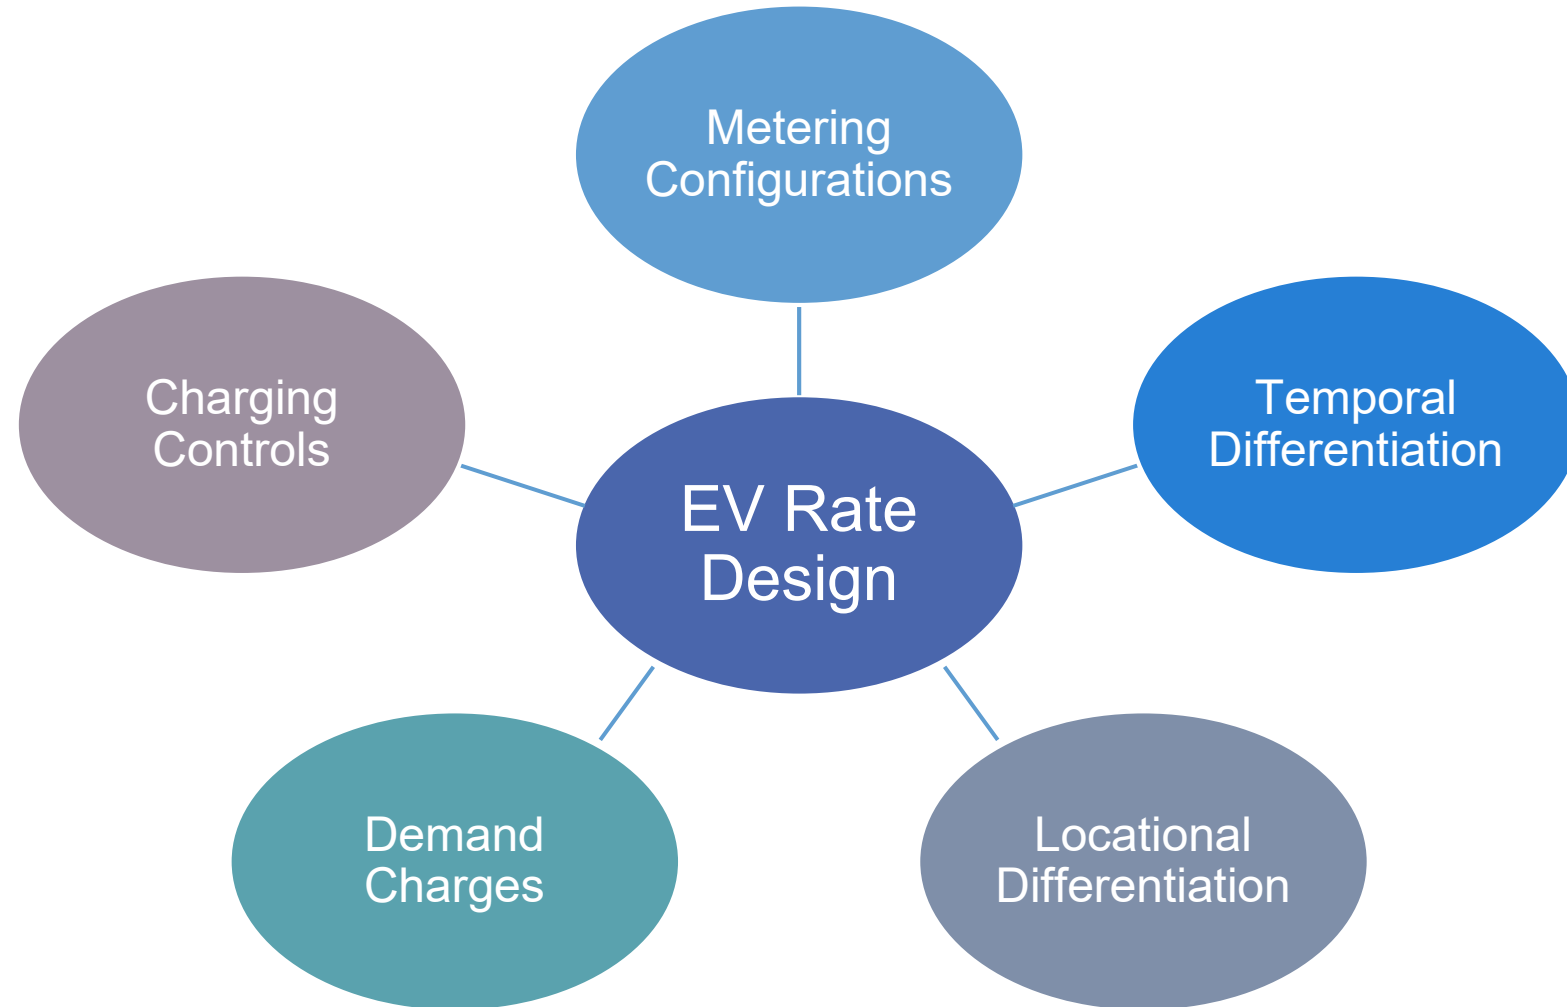 Metering
Configurations
Charging
Controls
Temporal
Differentiation
EV Rate
Design
Demand
Charges
Locational
Differentiation